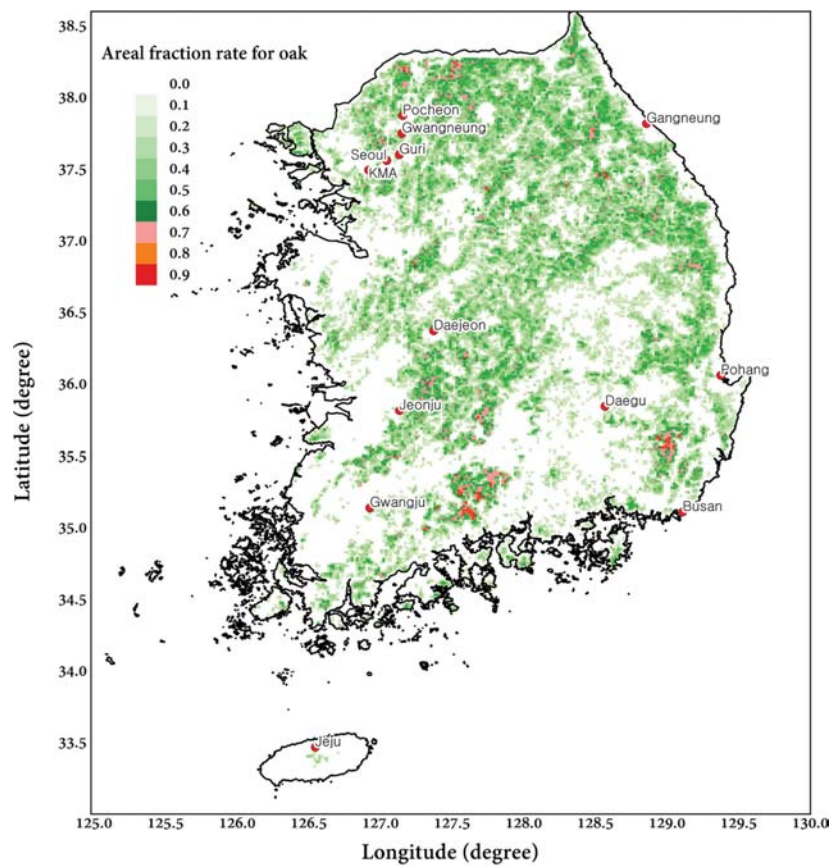 Areal fraction rate for oak
0.0
0.1
0.2
0.3
0.4
0.5
0.6
0.7
0.8
0.9
Pocheon
Gwangneung
Seoul
Guri
KMA
Gangneung
Daejeon
Pohang
Jeonju
Daegu
Gwangju
Busan
Jeju
Latitude (degree)
38.5
38.0
37.5
37.0
36.5
36.0
35.5
35.0
34.5
34.0
33.5
125.0 125.5 126.0 126.5 127.0 127.5 128.0 128.5 129.0 129.5 130.0
Longitude (degree)